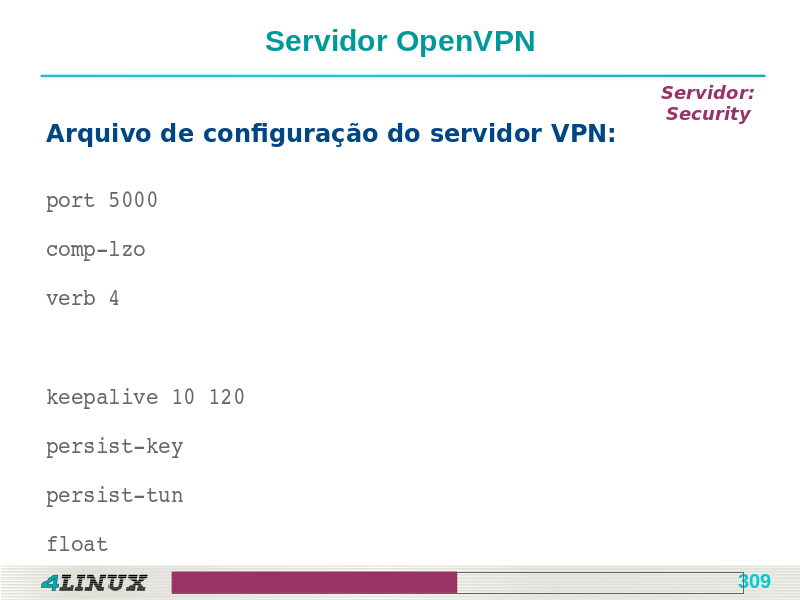 Servidor OpenVPN
Servidor:
Security
Arquivo de configuração do servidor VPN:
port 5000
comp-lzo
verb 4
keepalive 10 120
persist-key
persist-tun
float
4LINUX
309